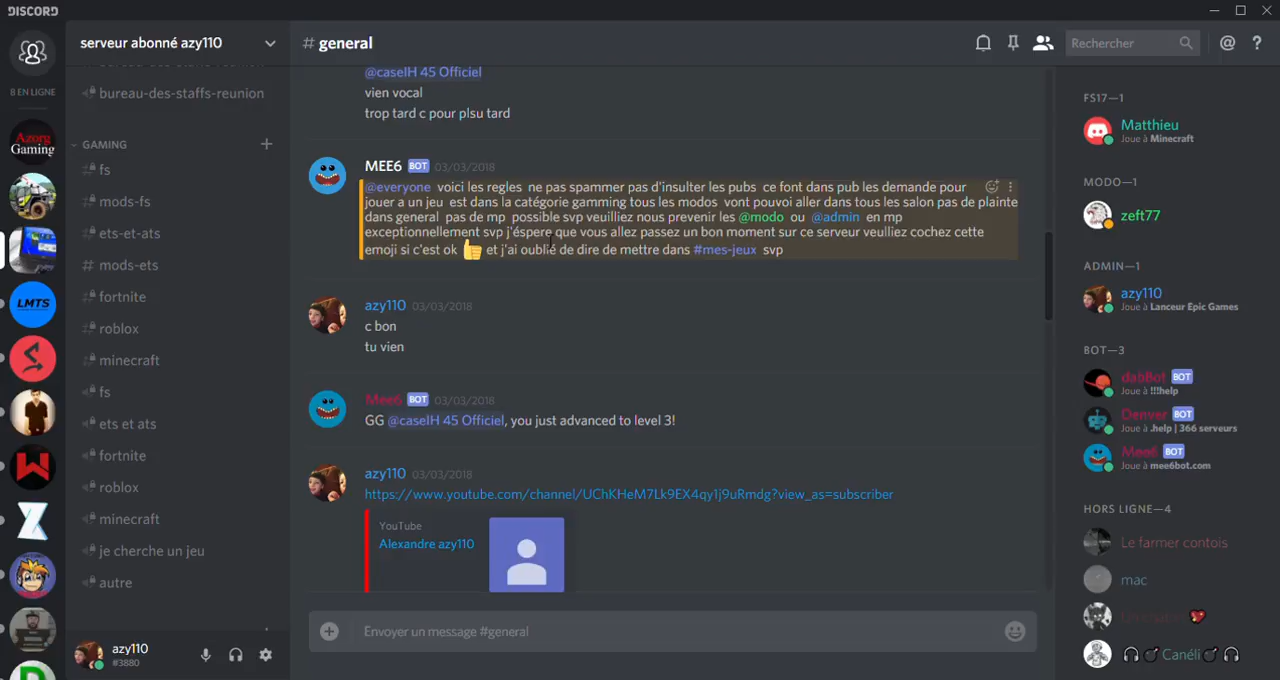 DISCORD
8 EN LIGNE
Azorg
Gaming
LMTS
serveur abonné azy110
bureau-des-staffs-reunion
GAMING
fs
mods-fs
ets-et-ats
# mods-ets
fortnite
roblox
minecraft
fs
ets et ats
fortnite
roblox
minecraft
je cherche un jeu
autre
azy110
#3880
# general
Rechercher
@ ?
@caseIH 45 Officiel
vien vocal
trop tard c pour plsu tard
MEE6 BOT 03/03/2018
@everyone voici les regles ne pas spammer pas d'insulter les pubs ce font dans pub les demande pour
jouer a un jeu est dans la catégorie gamming tous les modos vont pouvoi aller dans tous les salon pas de plainte
dans general pas de mp possible svp veuiliez nous prevenir les @modo ou @admin en mp
exceptionnellement svp j'éspere que vous allez passez un bon moment sur ce serveur veulliez cochez cette
emoji si c'est ok 👍 et j'ai oublié de dire de mettre dans #mes-jeux svp
azy110 03/03/2018
c bon
tu vien
Mee6 BOT 03/03/2018
GG @caseIH 45 Officiel, you just advanced to level 3!
azy110 03/03/2018
https://www.youtube.com/channel/UChKHeM7Lk9EX4qy1j9uRmdg?view_as=subscriber
YouTube
Alexandre azy110
Envoyer un message #general
FS17—1
Matthieu
Joue à Minecraft
MODO—1
zeft77
ADMIN—1
azy110
Joue à Lanceur Epic Games
BOT—3
dabBot BOT
Joue à !!!help
Denver BOT
Joue à .help | 366 serveurs
Mee6 BOT
Joue à mee6bot.com
HORS LIGNE—4
Le farmer contois
mac
Canéli